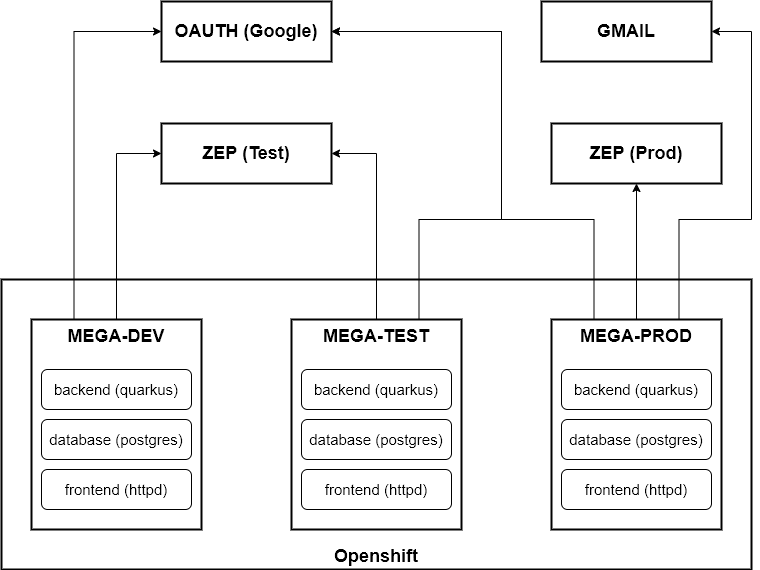 OAUTH (Google)
GMAIL
ZEP (Test)
ZEP (Prod)
MEGA-DEV
backend (quarkus)
database (postgres)
frontend (httpd)
MEGA-TEST
backend (quarkus)
database (postgres)
frontend (httpd)
MEGA-PROD
backend (quarkus)
database (postgres)
frontend (httpd)
Openshift